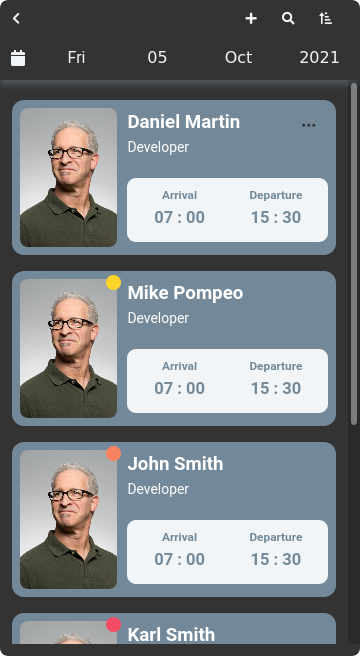 Fri 05 Oct 2021
Daniel Martin
Developer
Arrival Departure
07 : 00 15 : 30
Mike Pompeo
Developer
Arrival Departure
07 : 00 15 : 30
John Smith
Developer
Arrival Departure
07 : 00 15 : 30
Karl Smith